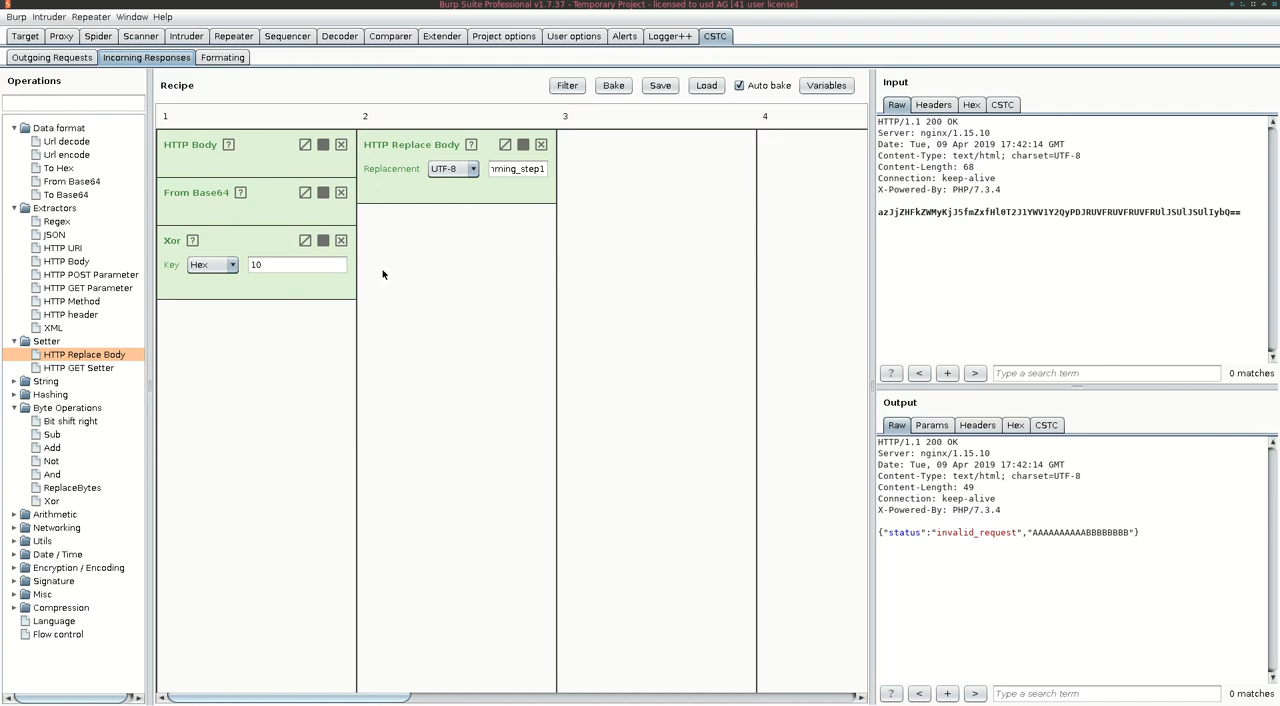 Burp Suite Professional v1.7.37 - Temporary Project - licensed to usd AG [41 user license]
Burp Intruder Repeater Window Help
Target Proxy Spider Scanner Intruder Repeater Sequencer Decoder Comparer Extender Project options User options Alerts Logger++ CSTC
Outgoing Requests Incoming Responses Formating
Operations
Data format
Url decode
Url encode
To Hex
From Base64
To Base64
Extractors
Regex
JSON
HTTP URI
HTTP Body
HTTP POST Parameter
HTTP GET Parameter
HTTP Method
HTTP header
XML
Setter
HTTP Replace Body
HTTP GET Setter
String
Hashing
Byte Operations
Bit shift right
Sub
Add
Not
And
ReplaceBytes
Xor
Arithmetic
Networking
Utils
Date / Time
Encryption / Encoding
Signature
Misc
Compression
Language
Flow control
Recipe Filter Bake Save Load Auto bake Variables
1 2 3 4
HTTP Body ?
From Base64 ?
Xor ?
Key Hex 10
HTTP Replace Body ?
Replacement UTF-8 ming_step1
Input
Raw Headers Hex CSTC
HTTP/1.1 200 OK
Server: nginx/1.15.10
Date: Tue, 09 Apr 2019 17:42:14 GMT
Content-Type: text/html; charset=UTF-8
Content-Length: 68
Connection: keep-alive
X-Powered-By: PHP/7.3.4
? < + > Type a search term 0 matches
Output
Raw Params Headers Hex CSTC
HTTP/1.1 200 OK
Server: nginx/1.15.10
Date: Tue, 09 Apr 2019 17:42:14 GMT
Content-Type: text/html; charset=UTF-8
Content-Length: 49
Connection: keep-alive
X-Powered-By: PHP/7.3.4
{"status":"invalid_request","AAAAAAAAAABBBBBBBB"}
? < + > Type a search term 0 matches